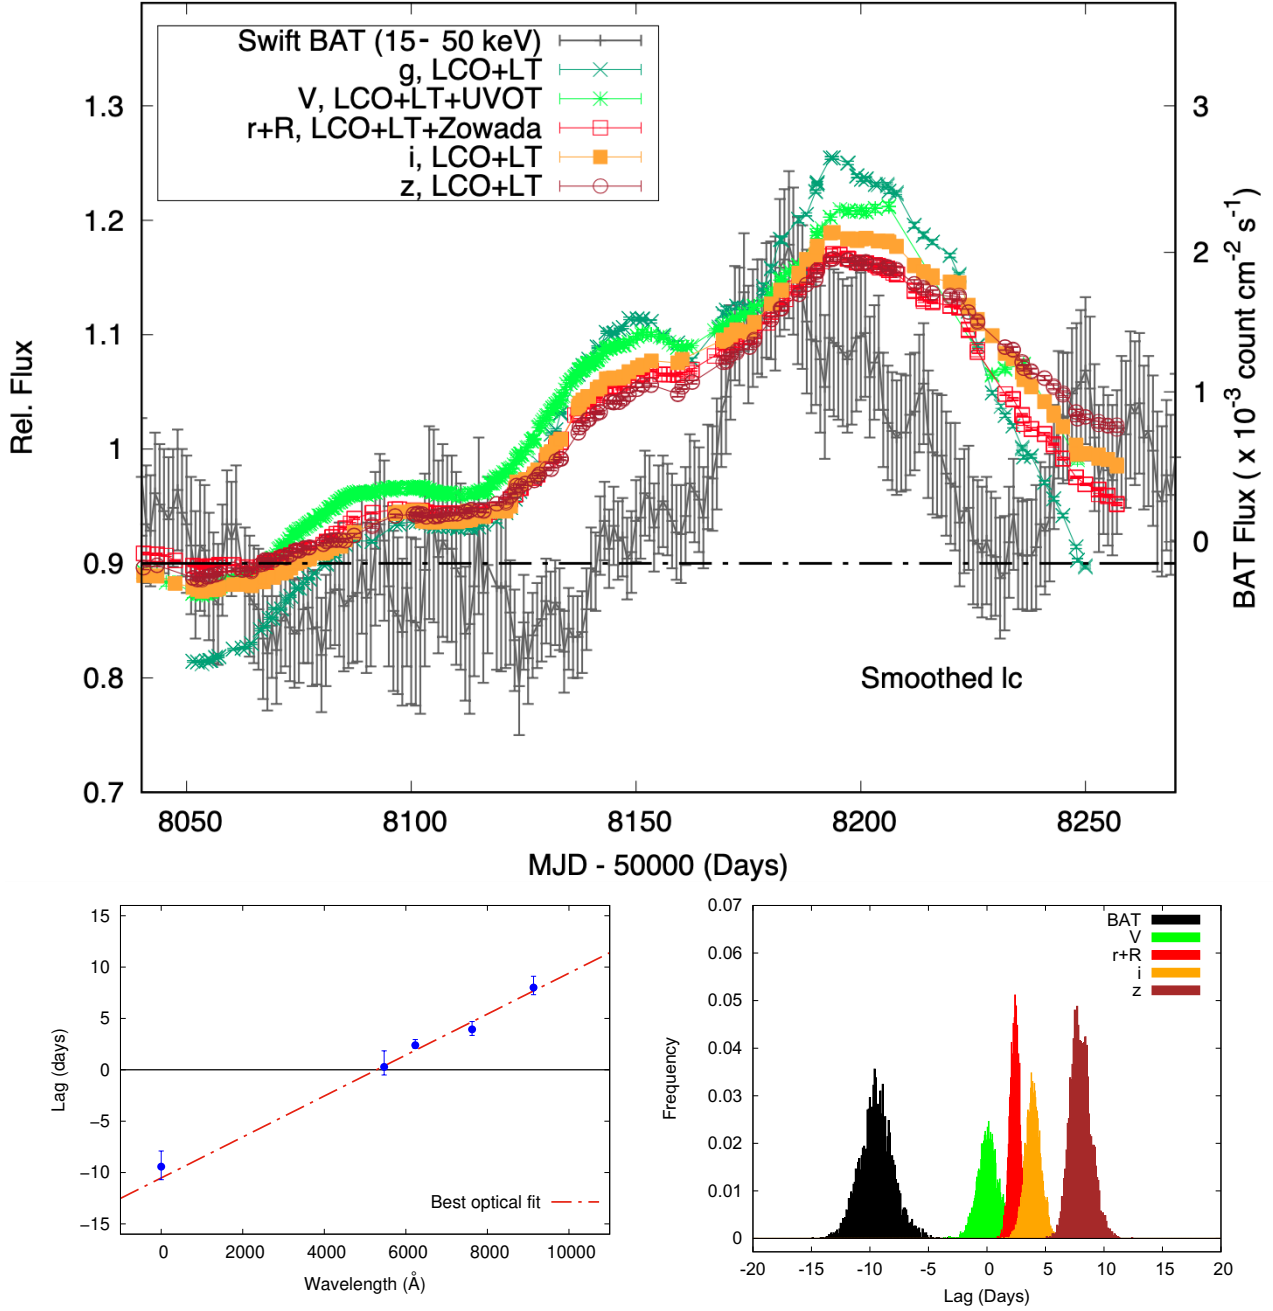 Swift BAT (15- 50 keV)
g, LCO+LT
V, LCO+LT+UVOT
r+R, LCO+LT+Zowada
i, LCO+LT
z, LCO+LT
Rel. Flux
1.3
1.2
1.1
1
0.9
0.8
0.7
3
2
1
0
BAT Flux ( x 10⁻³ count cm⁻² s⁻¹)
Smoothed lc
8050 8100 8150 8200 8250
MJD - 50000 (Days)
Lag (days)
15
10
5
0
−5
−10
−15
Best optical fit
0 2000 4000 6000 8000 10000
Wavelength (Å)
Frequency
0.07
0.06
0.05
0.04
0.03
0.02
0.01
0
BAT
V
r+R
i
z
-20 -15 -10 -5 0 5 10 15 20
Lag (Days)